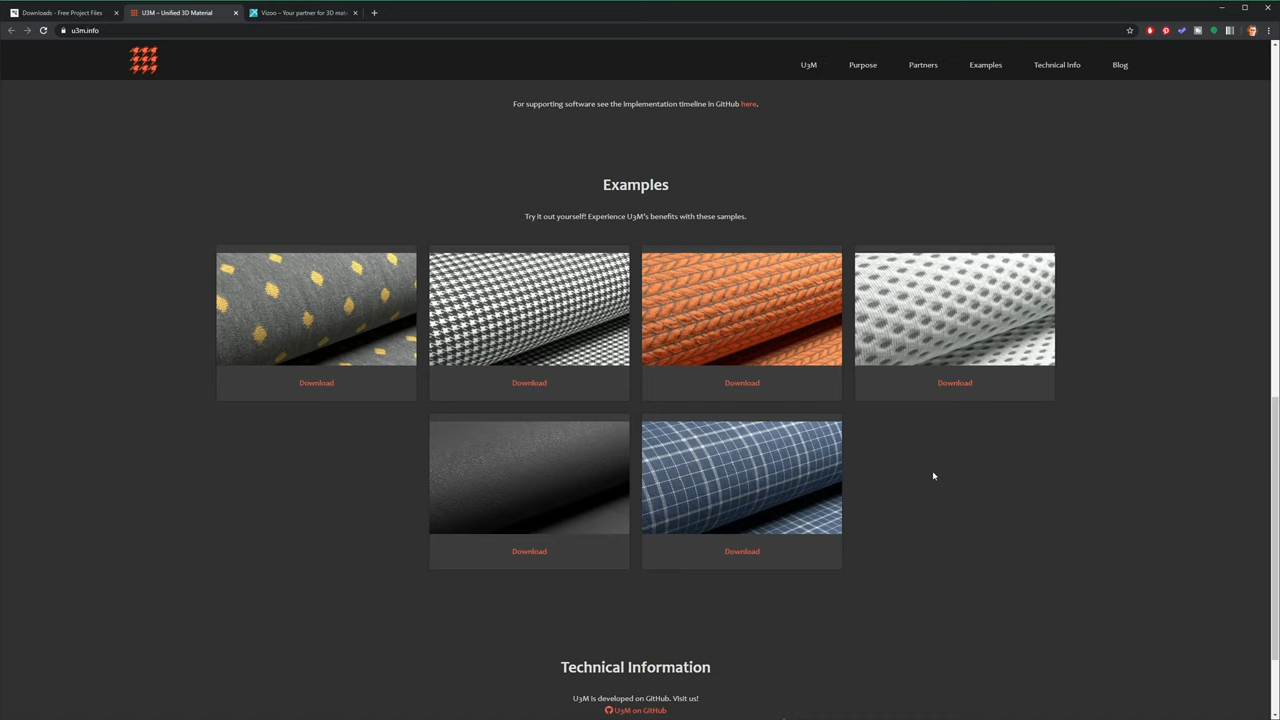 Downloads - Free Project Files
U3M – Unified 3D Material
Vizoo – Your partner for 3D mate
u3m.info
U3M
Purpose
Partners
Examples
Technical Info
Blog
For supporting software see the implementation timeline in GitHub here.
Examples
Try it out yourself! Experience U3M's benefits with these samples.
Download
Download
Download
Download
Download
Download
Technical Information
U3M is developed on GitHub. Visit us!
U3M on GitHub